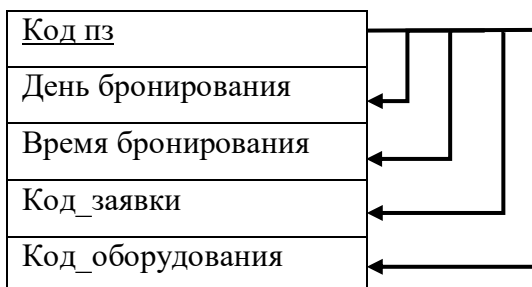 Код пз
День бронирования
Время бронирования
Код_заявки
Код_оборудования